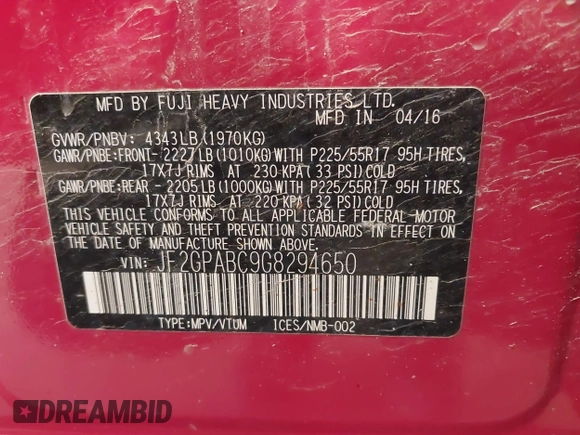 MFD BY FUJI HEAVY INDUSTRIES LTD.
MFD IN 04/16
GVWR/PNBV: 4343LB(1970KG)
GAWR/PNBE:FRONT- 2227LB(1010KG)WITH P225/55R17 95H TIRES,
17X7J RIMS AT 230 KPA(33 PSI)COLD
GAWR/PNBE:REAR - 2205LB(1000KG)WITH P225/55R17 95H TIRES,
17X7J RIMS AT 220 KPA(32 PSI)COLD
THIS VEHICLE CONFORMS TO ALL APPLICABLE FEDERAL MOTOR
VEHICLE SAFETY AND THEFT PREVENTION STANDARDS IN EFFECT ON
THE DATE OF MANUFACTURE SHOWN ABOVE.
VIN: JF2GPABC9G8294650
TYPE:MPV/VTUM ICES/NMB-002
DREAMBID